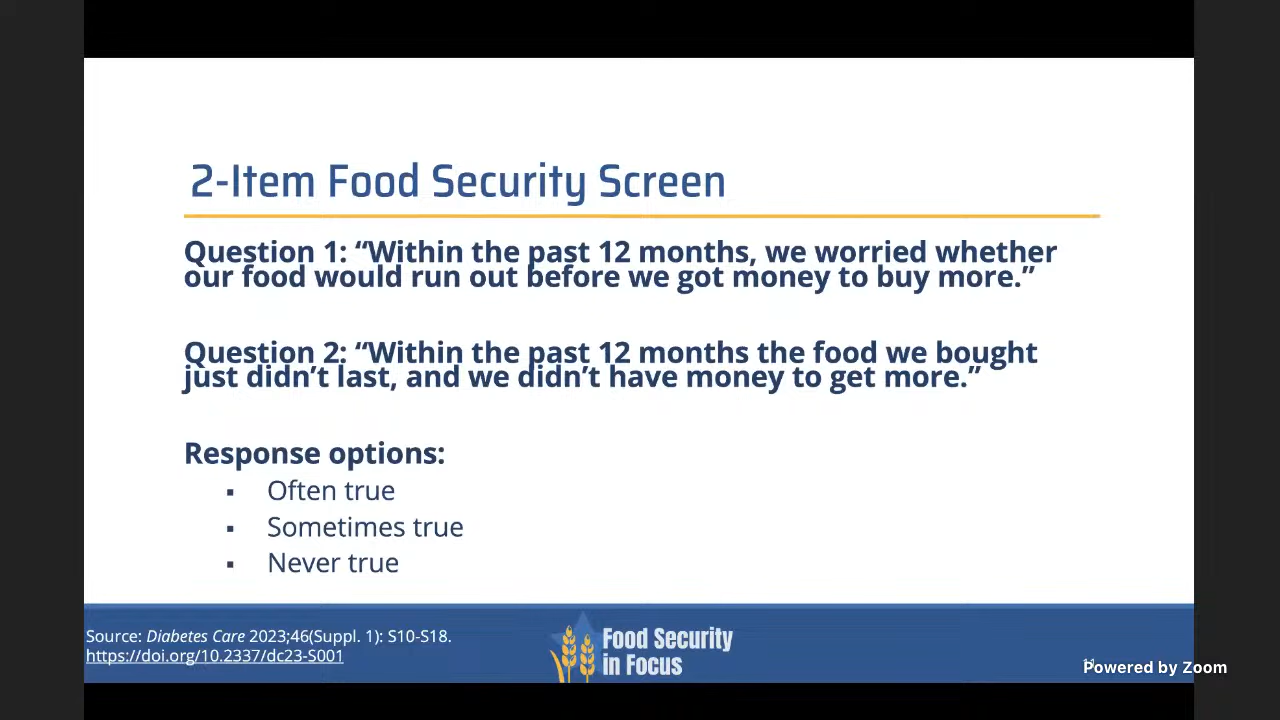 2-Item Food Security Screen
Question 1: “Within the past 12 months, we worried whether
our food would run out before we got money to buy more.”
Question 2: “Within the past 12 months the food we bought
just didn’t last, and we didn’t have money to get more.”
Response options:
▪ Often true
▪ Sometimes true
▪ Never true
Source: Diabetes Care 2023;46(Suppl. 1): S10-S18.
https://doi.org/10.2337/dc23-S001
Food Security
in Focus
Powered by Zoom